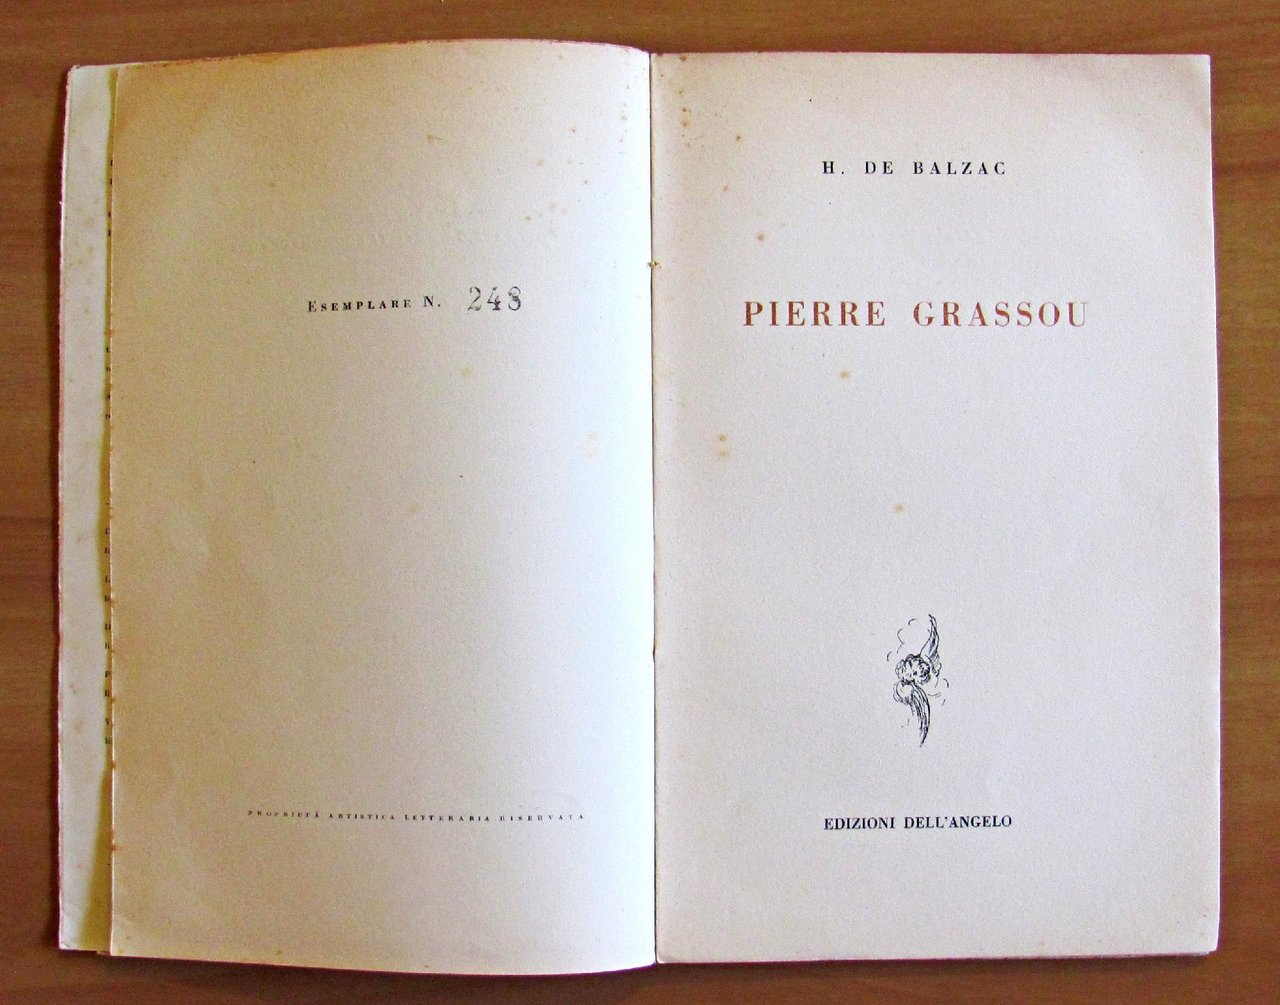 Esemplare N. 248
Proprietà artistica letteraria riservata
H. DE BALZAC
PIERRE GRASSOU
EDIZIONI DELL'ANGELO